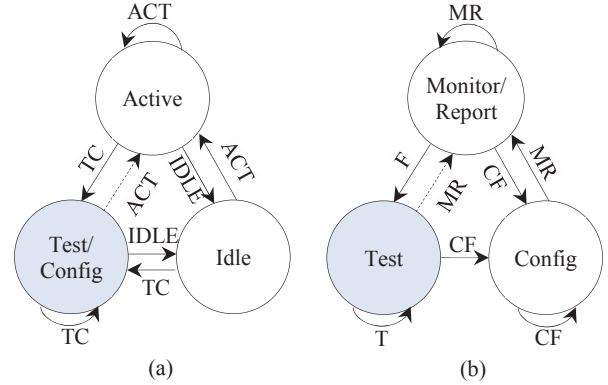 ACT
MR
Active
Monitor/
Report
TC
ACT
IDLE
ACT
F
MR
CF
MR
Test/
Config
IDLE
TC
Idle
Test
CF
Config
TC
T
CF
(a)
(b)